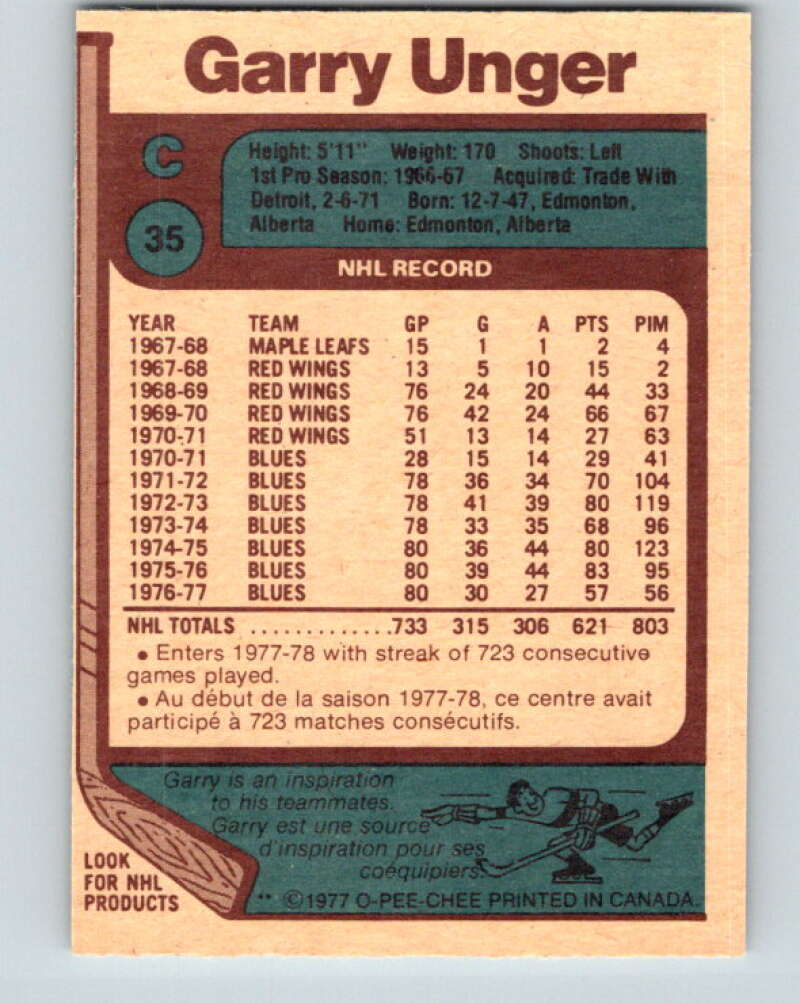 Garry Unger
C
35
Height: 5'11" Weight: 170 Shoots: Left
1st Pro Season: 1966-67 Acquired: Trade With
Detroit, 2-6-71 Born: 12-7-47, Edmonton,
Alberta Home: Edmonton, Alberta
NHL RECORD
YEAR TEAM GP G A PTS PIM
1967-68 MAPLE LEAFS 15 1 1 2 4
1967-68 RED WINGS 13 5 10 15 2
1968-69 RED WINGS 76 24 20 44 33
1969-70 RED WINGS 76 42 24 66 67
1970-71 RED WINGS 51 13 14 27 63
1970-71 BLUES 28 15 14 29 41
1971-72 BLUES 78 36 34 70 104
1972-73 BLUES 78 41 39 80 119
1973-74 BLUES 78 33 35 68 96
1974-75 BLUES 80 36 44 80 123
1975-76 BLUES 80 39 44 83 95
1976-77 BLUES 80 30 27 57 56
NHL TOTALS .............733 315 306 621 803
• Enters 1977-78 with streak of 723 consecutive
games played.
• Au début de la saison 1977-78, ce centre avait
participé à 723 matches consécutifs.
Garry is an inspiration
to his teammates.
Garry est une source
d'inspiration pour ses
coéquipiers.
LOOK
FOR NHL
PRODUCTS
** ©1977 O-PEE-CHEE PRINTED IN CANADA.